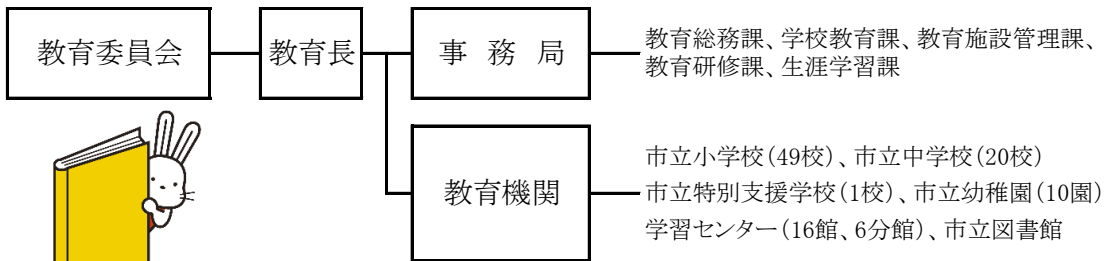 教育委員会
教育長
事務局
教育総務課、学校教育課、教育施設管理課、
教育研修課、生涯学習課
教育機関
市立小学校(49校)、市立中学校(20校)
市立特別支援学校(1校)、市立幼稚園(10園)
学習センター(16館、6分館)、市立図書館